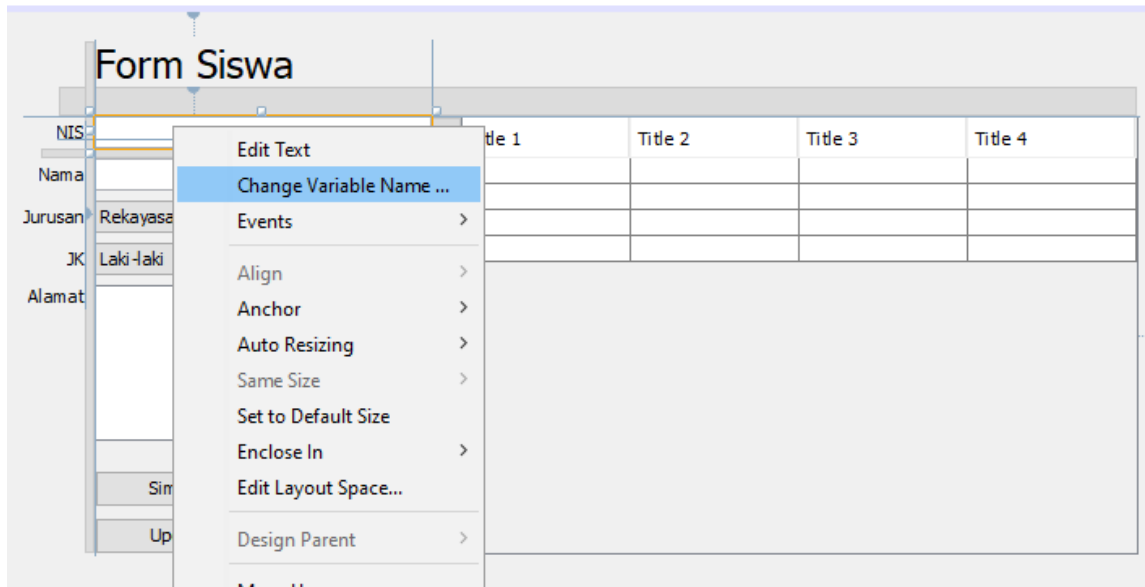 Form Siswa
NIS
Nama
Jurusan Rekayasa
JK Laki-laki
Alamat
Edit Text
Change Variable Name ...
Events
Align
Anchor
Auto Resizing
Same Size
Set to Default Size
Enclose In
Edit Layout Space...
Design Parent
Title 2 Title 3 Title 4